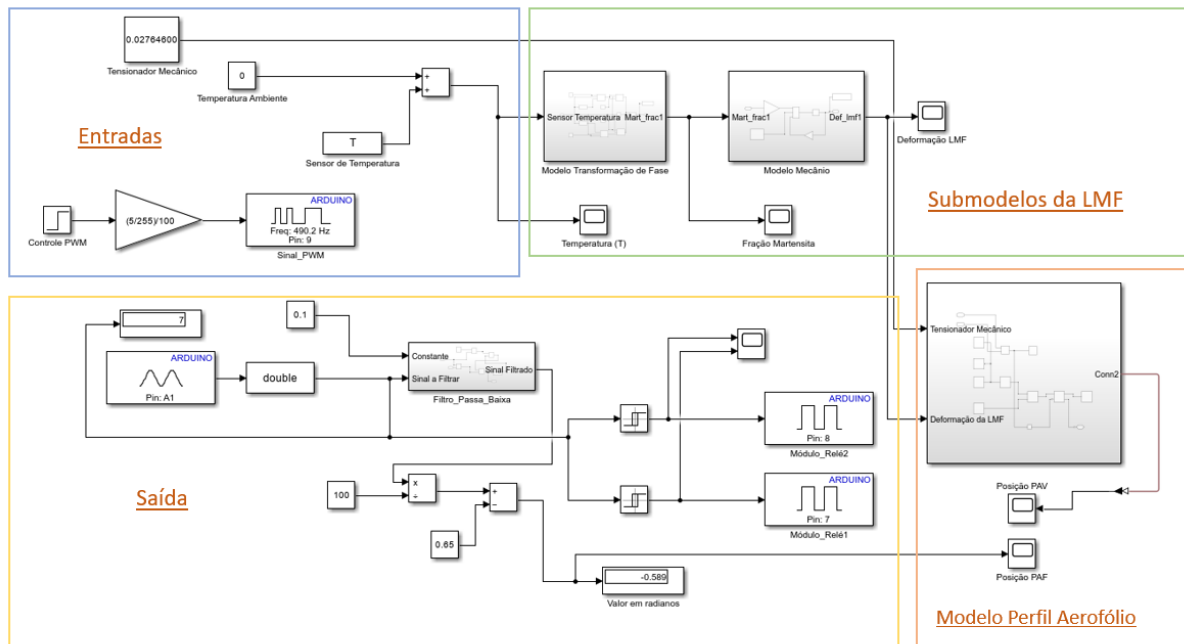 0.02764600
Tensionador Mecânico
0
Temperatura Ambiente
+
+
Entradas
T
Sensor de Temperatura
(5/255)/100
Controle PWM
ARDUINO
Freq: 490.2 Hz
Pin: 9
Sinal_PWM
Sensor Temperatura
Mart_frac1
Modelo Transformação de Fase
Mart_frac1
Def_lmf1
Modelo Mecânio
Deformação LMF
Temperatura (T)
Fração Martensita
Submodelos da LMF
7
0.1
ARDUINO
Pin: A1
double
Constante
Sinal a Filtrar
Sinal Filtrado
Filtro_Passa_Baixa
ARDUINO
Pin: 8
Módulo_Relé2
ARDUINO
Pin: 7
Módulo_Relé1
Saída
100
x
÷
+
−
0.65
-0.589
Valor em radianos
Tensionador Mecânico
Conn2
Deformação da LMF
Posição PAV
Posição PAF
Modelo Perfil Aerofólio